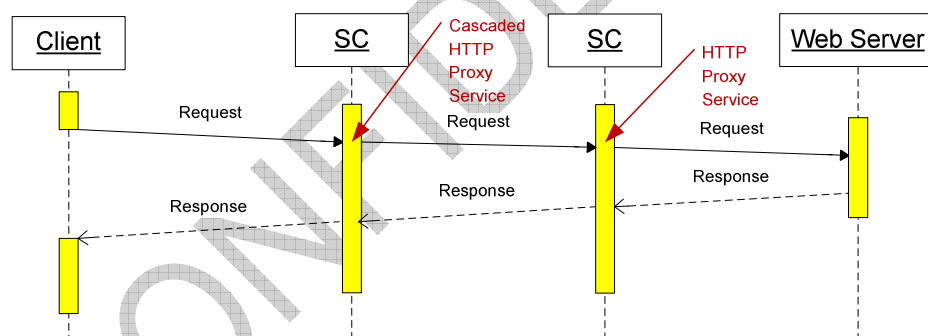 Client
SC
SC
Web Server
Cascaded
HTTP
Proxy
Service
HTTP
Proxy
Service
Request
Request
Request
Response
Response
Response